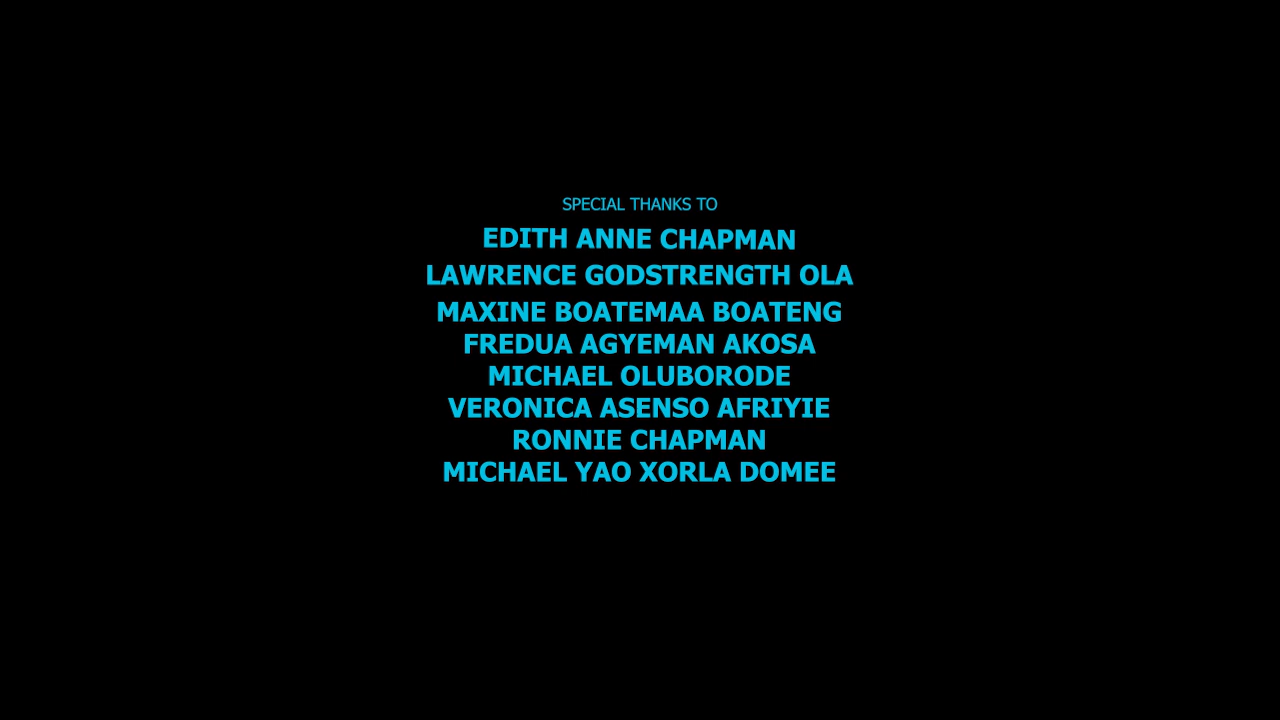 SPECIAL THANKS TO
EDITH ANNE CHAPMAN
LAWRENCE GODSTRENGTH OLA
MAXINE BOATEMAA BOATENG
FREDUA AGYEMAN AKOSA
MICHAEL OLUBORODE
VERONICA ASENSO AFRIYIE
RONNIE CHAPMAN
MICHAEL YAO XORLA DOMEE